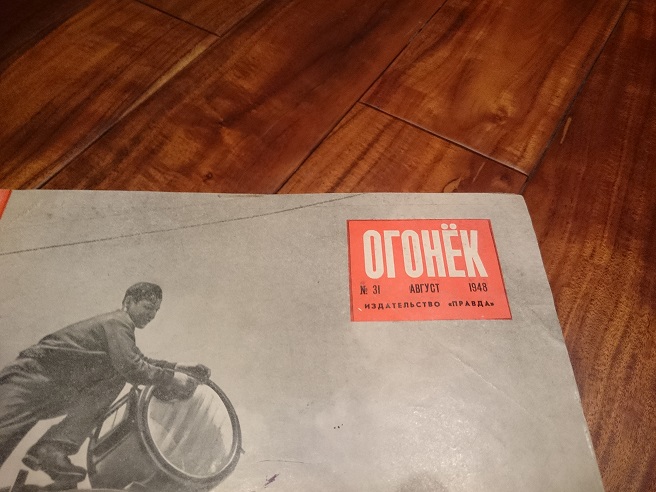 ОГОНЁК
№ 31 АВГУСТ 1948
ИЗДАТЕЛЬСТВО «ПРАВДА»